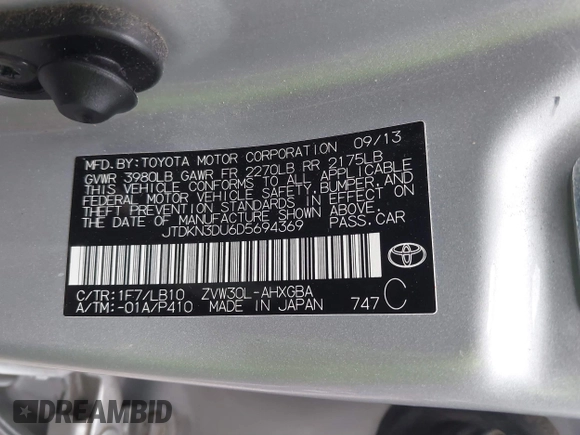 MFD. BY: TOYOTA MOTOR CORPORATION 09/13
GVWR 3980LB GAWR FR 2270LB RR 2175LB
THIS VEHICLE CONFORMS TO ALL APPLICABLE
FEDERAL MOTOR VEHICLE SAFETY, BUMPER, AND
THEFT PREVENTION STANDARDS IN EFFECT ON
THE DATE OF MANUFACTURE SHOWN ABOVE.
JTDKN3DU6D5694369 PASS. CAR
C/TR: 1F7/LB10 ZVW30L-AHXGBA
A/TM: -01A/P410 MADE IN JAPAN 747 C
TOYOTA
DREAMBID